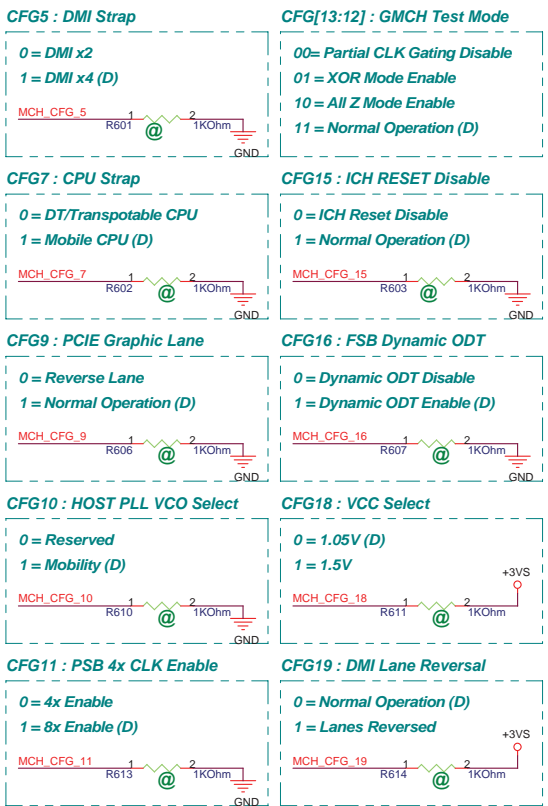 CFG5 : DMI Strap
0 = DMI x2
1 = DMI x4 (D)
MCH_CFG_5
1
2
R601
@
1KOhm
GND
CFG[13:12] : GMCH Test Mode
00= Partial CLK Gating Disable
01 = XOR Mode Enable
10 = All Z Mode Enable
11 = Normal Operation (D)
CFG7 : CPU Strap
0 = DT/Transpotable CPU
1 = Mobile CPU (D)
MCH_CFG_7
1
2
R602
@
1KOhm
GND
CFG15 : ICH RESET Disable
0 = ICH Reset Disable
1 = Normal Operation (D)
MCH_CFG_15
1
2
R603
@
1KOhm
GND
CFG9 : PCIE Graphic Lane
0 = Reverse Lane
1 = Normal Operation (D)
MCH_CFG_9
1
2
R606
@
1KOhm
GND
CFG16 : FSB Dynamic ODT
0 = Dynamic ODT Disable
1 = Dynamic ODT Enable (D)
MCH_CFG_16
1
2
R607
@
1KOhm
GND
CFG10 : HOST PLL VCO Select
0 = Reserved
1 = Mobility (D)
MCH_CFG_10
1
2
R610
@
1KOhm
GND
CFG18 : VCC Select
0 = 1.05V (D)
1 = 1.5V
+3VS
MCH_CFG_18
1
2
R611
@
1KOhm
CFG11 : PSB 4x CLK Enable
0 = 4x Enable
1 = 8x Enable (D)
MCH_CFG_11
1
2
R613
@
1KOhm
GND
CFG19 : DMI Lane Reversal
0 = Normal Operation (D)
1 = Lanes Reversed
+3VS
MCH_CFG_19
1
2
R614
@
1KOhm